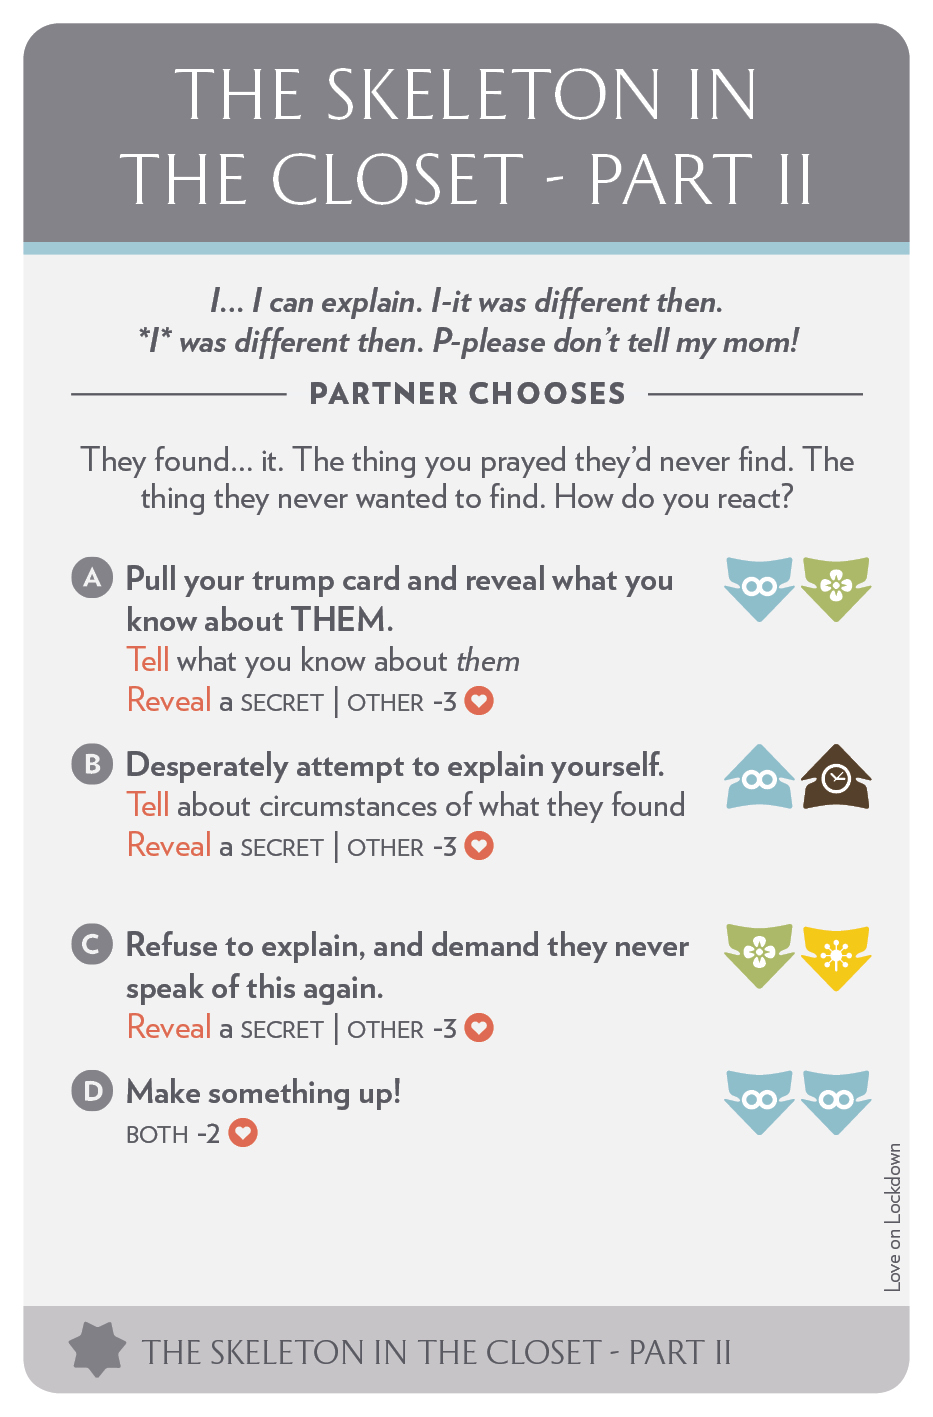 THE SKELETON IN
THE CLOSET - PART II
I... I can explain. I-it was different then.
*I* was different then. P-please don't tell my mom!
PARTNER CHOOSES
They found... it. The thing you prayed they'd never find. The
thing they never wanted to find. How do you react?
A Pull your trump card and reveal what you
know about THEM.
Tell what you know about them
Reveal a SECRET | OTHER -3
B Desperately attempt to explain yourself.
Tell about circumstances of what they found
Reveal a SECRET | OTHER -3
C Refuse to explain, and demand they never
speak of this again.
Reveal a SECRET | OTHER -3
D Make something up!
BOTH -2
Love on Lockdown
THE SKELETON IN THE CLOSET - PART II